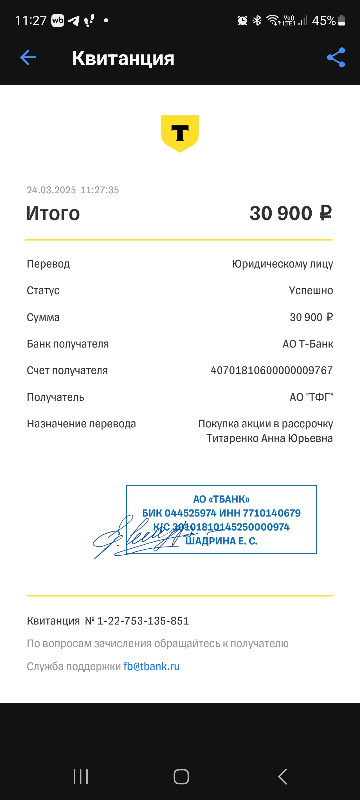 11:27
45%
Квитанция
Т
24.03.2025 11:27:35
Итого 30 900 ₽
Перевод Юридическому лицу
Статус Успешно
Сумма 30 900 ₽
Банк получателя АО Т-Банк
Счет получателя 40701810600000009767
Получатель АО "ТФГ"
Назначение перевода Покупка акции в рассрочку
Титаренко Анна Юрьевна
АО «ТБАНК»
БИК 044525974 ИНН 7710140679
К/С 30101810145250000974
ШАДРИНА Е. С.
Квитанция № 1-22-753-135-851
По вопросам зачисления обращайтесь к получателю
Служба поддержки fb@tbank.ru